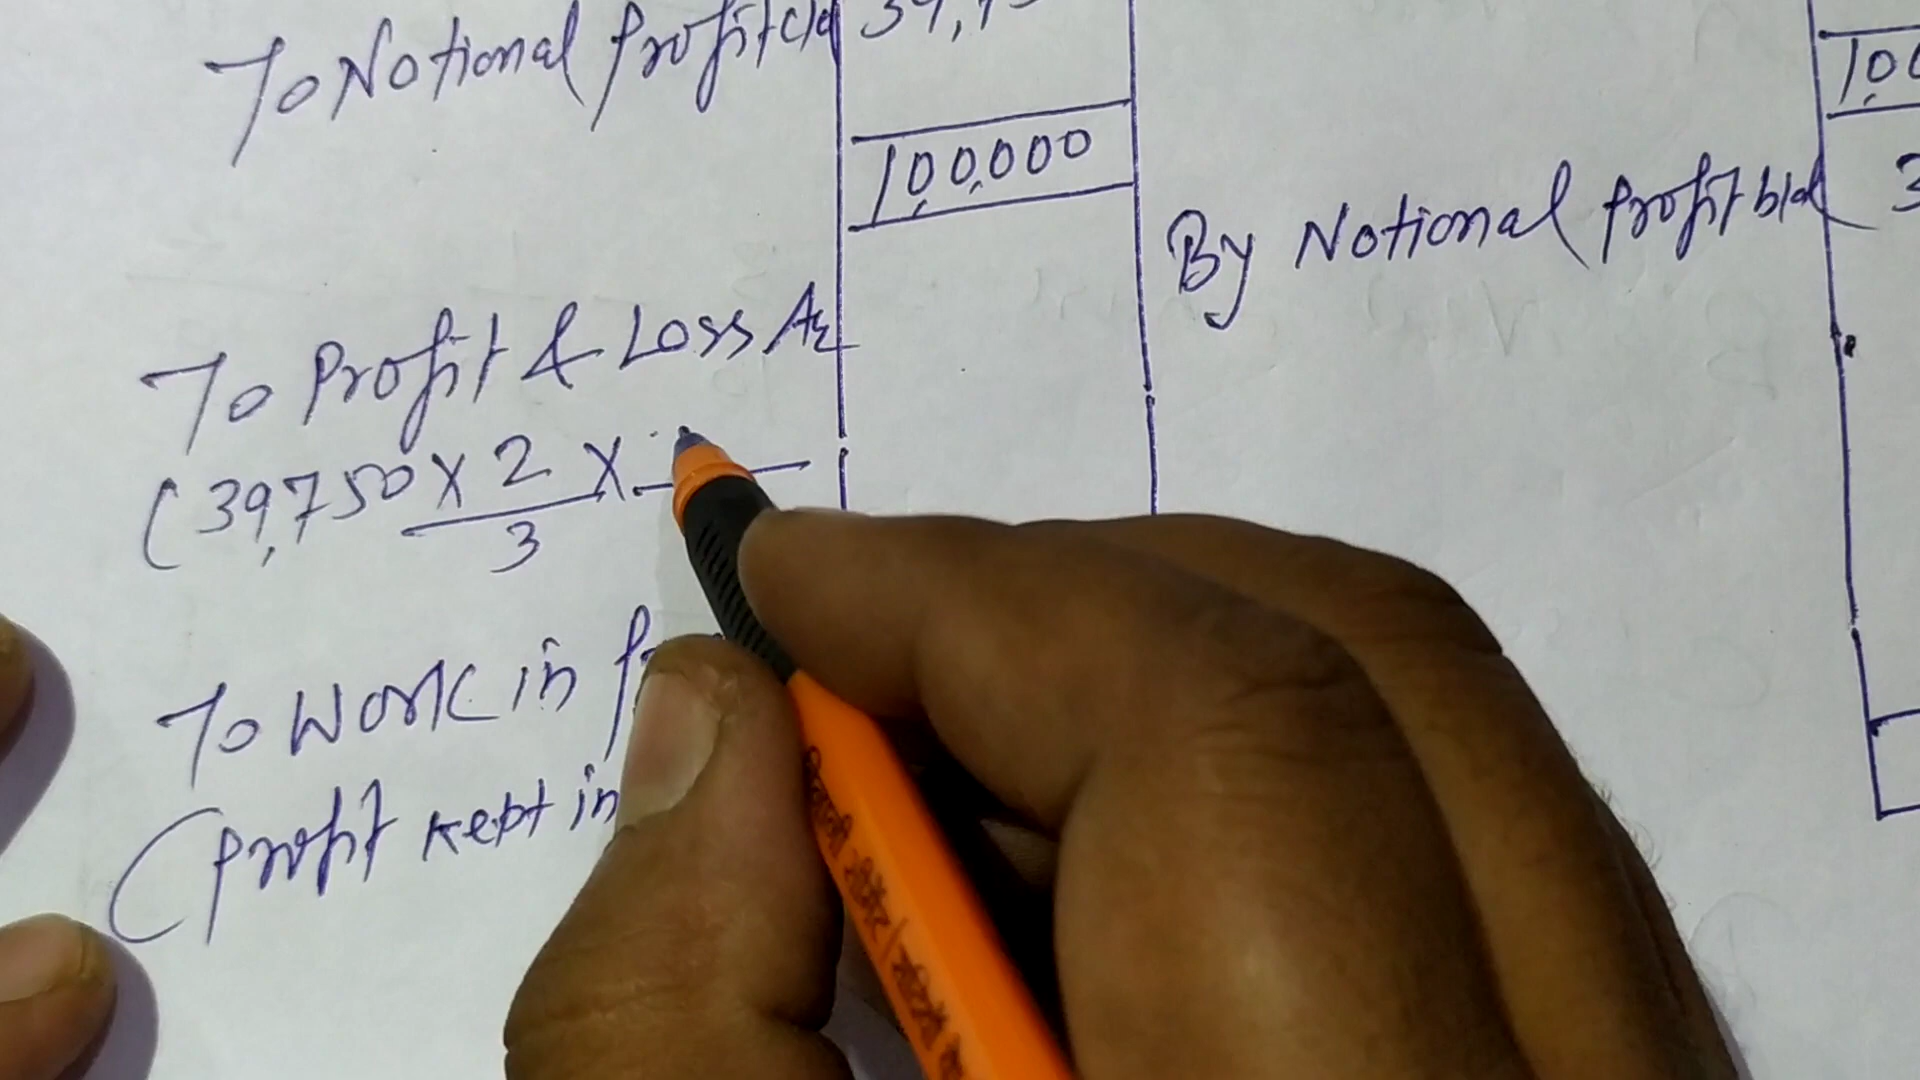 To Notional Profit c/d
100,000
By Notional Profit b/d 3
To Profit & Loss A/c
(39,750 X 2/3 X
To Work in
(Profit kept in